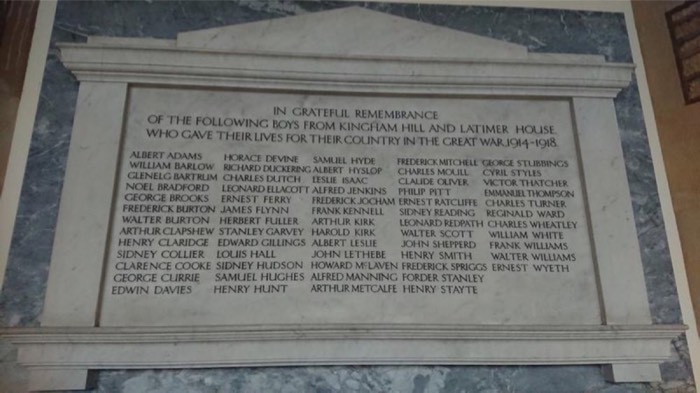 IN GRATEFUL REMEMBRANCE
OF THE FOLLOWING BOYS FROM KINGHAM HILL AND LATIMER HOUSE.
WHO GAVE THEIR LIVES FOR THEIR COUNTRY IN THE GREAT WAR, 1914-1918.
ALBERT ADAMS
WILLIAM BARLOW
GLENELG BARTRUM
NOEL BRADFORD
GEORGE BROOKS
FREDERICK BURTON
WALTER BURTON
ARTHUR CLAPSHEW
HENRY CLARIDGE
SIDNEY COLLIER
CLARENCE COOKE
GEORGE CURRIE
EDWIN DAVIES
HORACE DEVINE
RICHARD DUCKERING
CHARLES DUTCH
LEONARD ELLACOTT
ERNEST FERRY
JAMES FLYNN
HERBERT FULLER
STANLEY GARVEY
EDWARD GILLINGS
LOUIS HALL
SIDNEY HUDSON
SAMUEL HUGHES
HENRY HUNT
SAMUEL HYDE
ALBERT HYSLOP
LESLIE ISAAC
ALFRED JENKINS
FREDERICK JOCHAM
FRANK KENNELL
ARTHUR KIRK
HAROLD KIRK
ALBERT LESLIE
JOHN LETHEBE
HOWARD McLAVEN
ALFRED MANNING
ARTHUR METCALFE
FREDERICK MITCHELL
CHARLES MOULL
CLAUDE OLIVER
PHILIP PITT
ERNEST RATCLIFFE
SIDNEY READING
LEONARD REDPATH
WALTER SCOTT
JOHN SHEPPERD
HENRY SMITH
FREDERICK SPRIGGS
FORDER STANLEY
HENRY STAYTE
GEORGE STUBBINGS
CYRIL STYLES
VICTOR THATCHER
EMMANUEL THOMPSON
CHARLES TURNER
REGINALD WARD
CHARLES WHEATLEY
WILLIAM WHITE
FRANK WILLIAMS
WALTER WILLIAMS
ERNEST WYETH